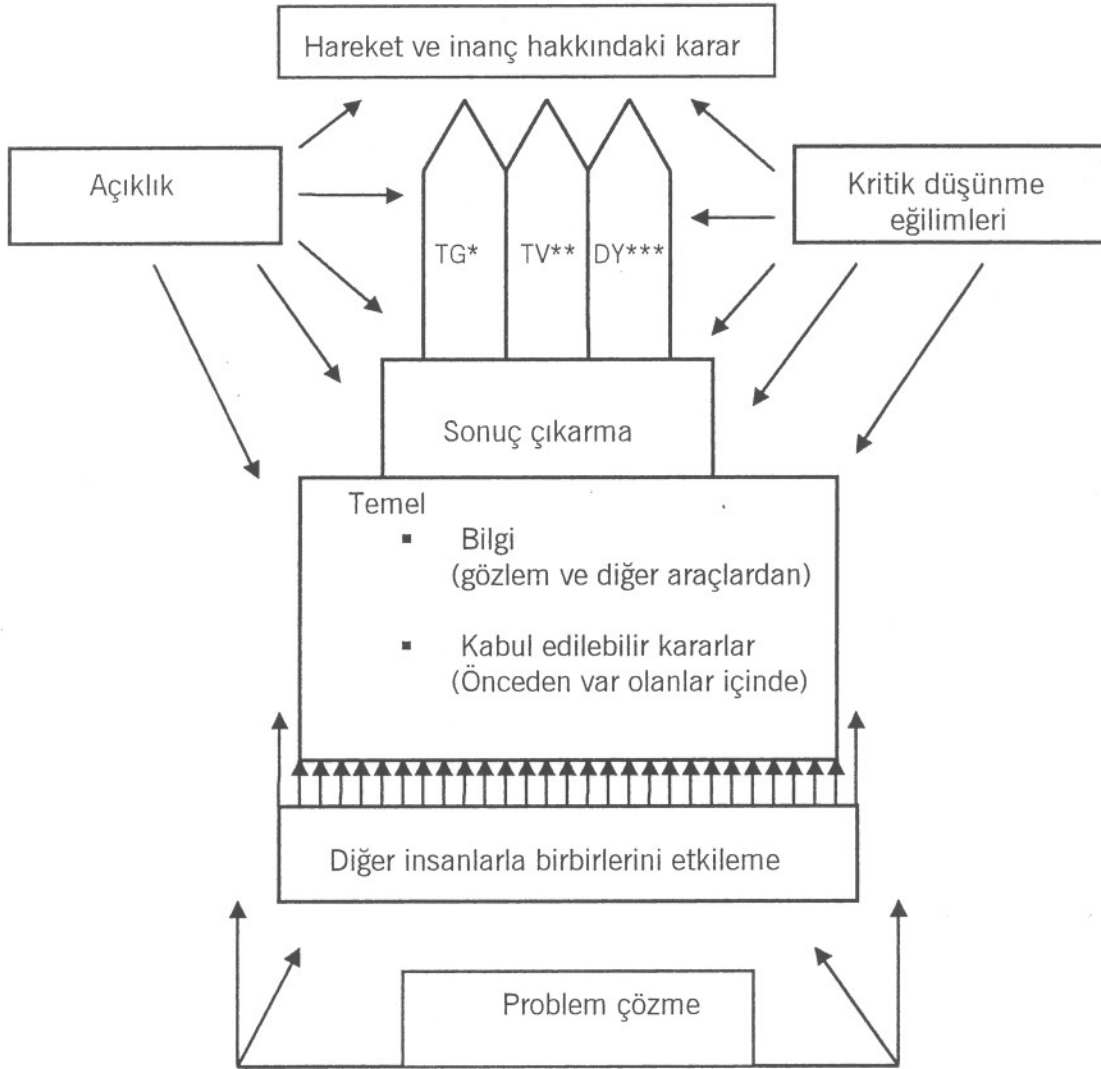 Hareket ve inanç hakkındaki karar
Açıklık
Kritik düşünme
eğilimleri
TG*
TV**
DY***
Sonuç çıkarma
Temel
▪ Bilgi
(gözlem ve diğer araçlardan)
▪ Kabul edilebilir kararlar
(Önceden var olanlar içinde)
Diğer insanlarla birbirlerini etkileme
Problem çözme